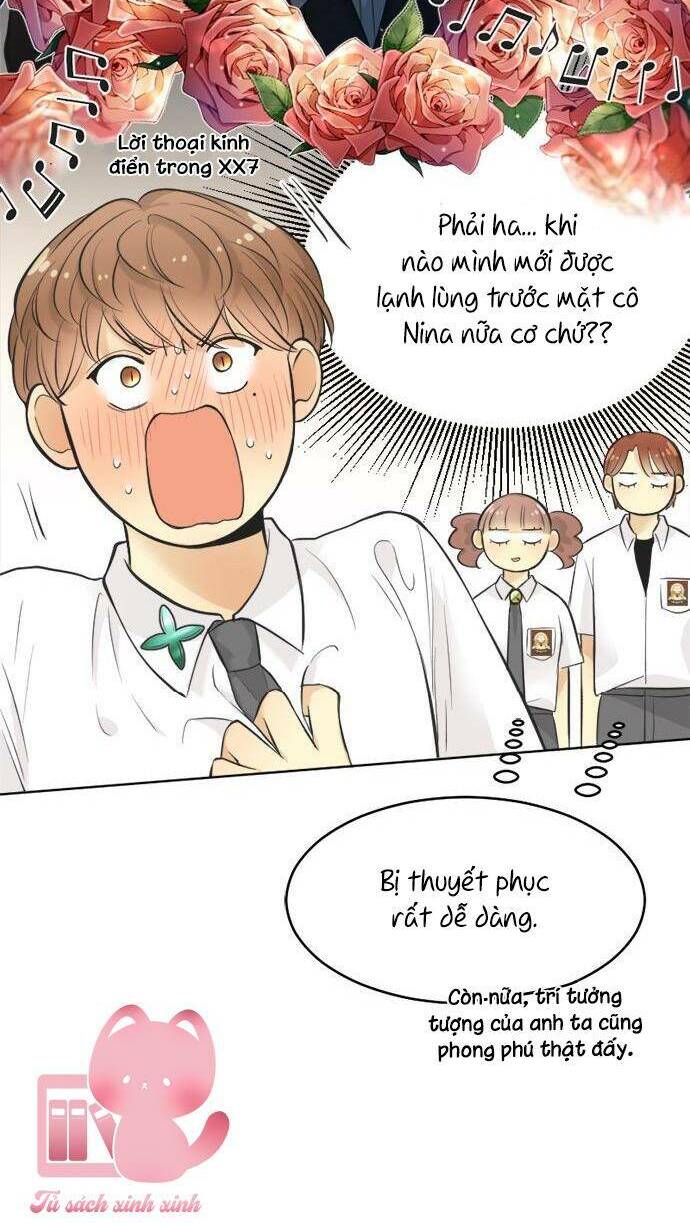 Lời thoại kinh
điển trong XX7
Phải ha... khi
nào mình mới được
lạnh lùng trước mặt cô
Nina nữa cơ chứ??
Bị thuyết phục
rất dễ dàng.
Còn nữa, trí tưởng
tượng của anh ta cũng
phong phú thật đấy.
Tủ sách xinh xinh